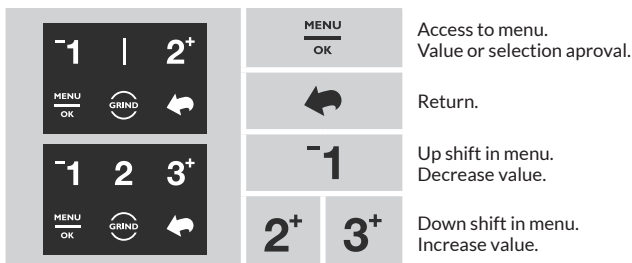 -1 | 2+
MENU
OK
GRIND
-1 2 3+
MENU
OK
GRIND
MENU
OK
Access to menu.
Value or selection aproval.
Return.
-1
Up shift in menu.
Decrease value.
2+ 3+
Down shift in menu.
Increase value.